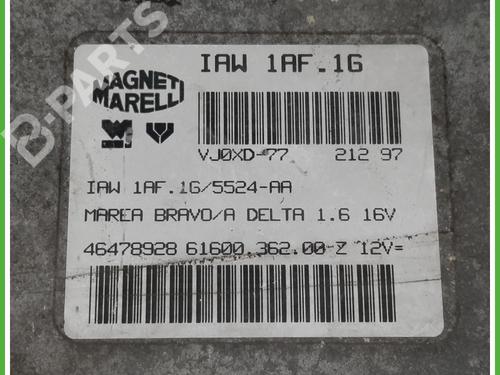 B-PARTS
MAGNETI
MARELLI
IAW 1AF.1G
VJ0XD-77 212 97
IAW 1AF.1G/5524-AA
MAREA BRAVO/A DELTA 1.6 16V
46478928 61600.362.00-Z 12V=